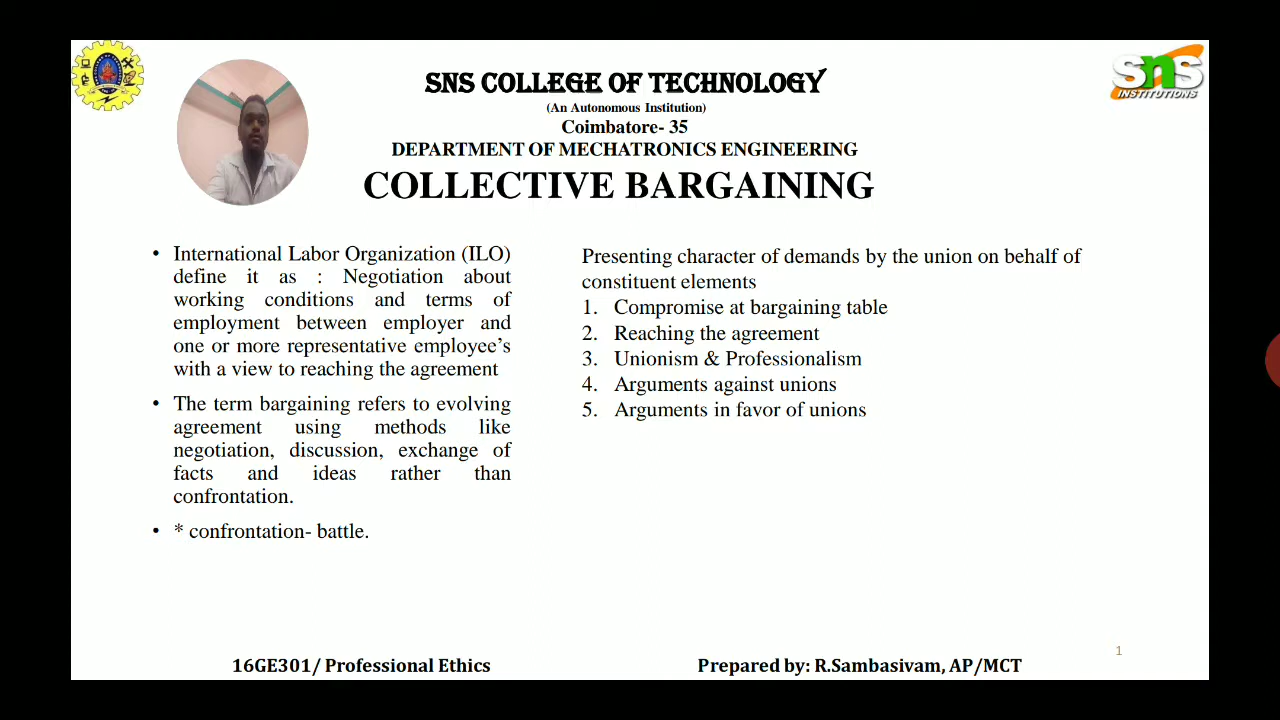 SNS COLLEGE OF TECHNOLOGY
(An Autonomous Institution)
Coimbatore- 35
DEPARTMENT OF MECHATRONICS ENGINEERING
COLLECTIVE BARGAINING
sns
INSTITUTIONS
• International Labor Organization (ILO)
define it as : Negotiation about
working conditions and terms of
employment between employer and
one or more representative employee's
with a view to reaching the agreement
• The term bargaining refers to evolving
agreement using methods like
negotiation, discussion, exchange of
facts and ideas rather than
confrontation.
• * confrontation- battle.
Presenting character of demands by the union on behalf of
constituent elements
1. Compromise at bargaining table
2. Reaching the agreement
3. Unionism & Professionalism
4. Arguments against unions
5. Arguments in favor of unions
1
16GE301/ Professional Ethics
Prepared by: R.Sambasivam, AP/MCT